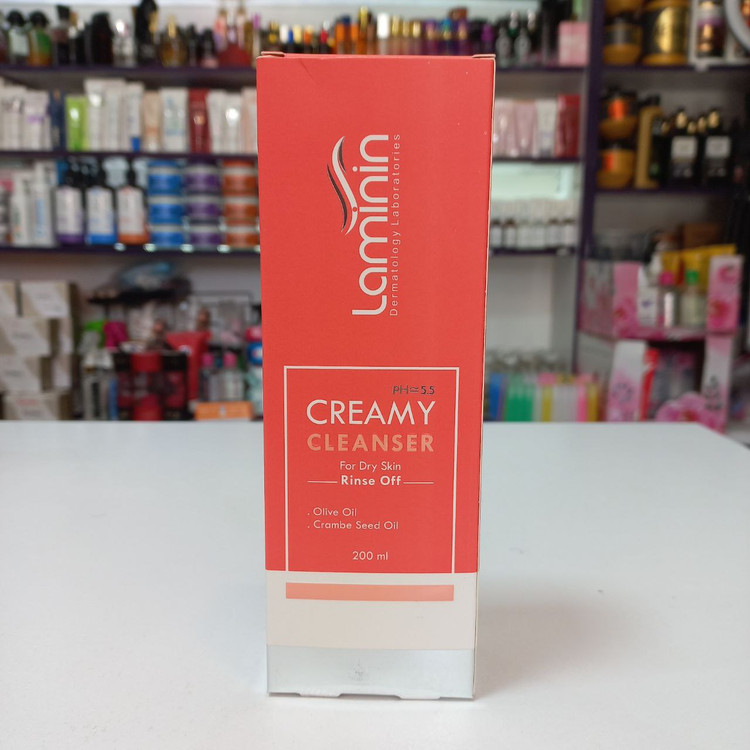 Laminin
Dermatology Laboratories
PH≃5.5
CREAMY
CLEANSER
For Dry Skin
Rinse Off
. Olive Oil
. Crambe Seed Oil
200 ml